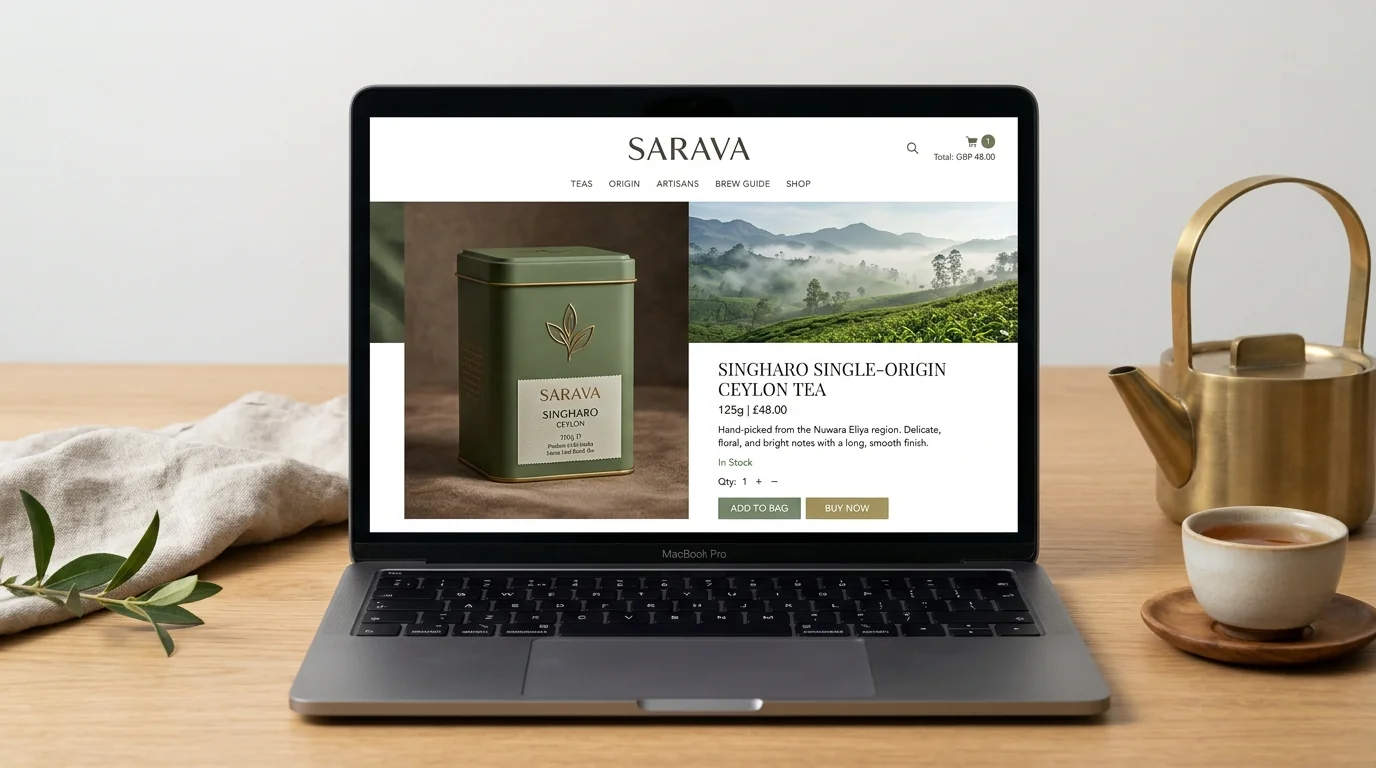 SARAVA
1
Total: GBP 48.00
TEAS ORIGIN ARTISANS BREW GUIDE SHOP
SARAVA
SINGHARO
CEYLON
SINGHARO SINGLE-ORIGIN
CEYLON TEA
125g | £48.00
Hand-picked from the Nuwara Eliya region. Delicate,
floral, and bright notes with a long, smooth finish.
In Stock
Qty: 1 + −
ADD TO BAG BUY NOW
MacBook Pro